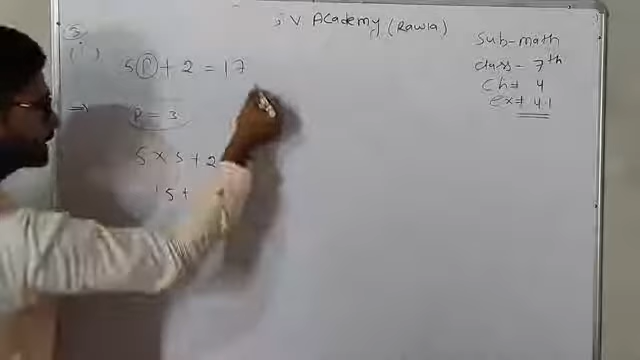 V. Academy (Rawla)
Sub-math
class = 7th
Ch = 4
ex = 4.1
3
(i) 5p + 2 = 17
⇒ p = 3
5 × 5 + 2
15 +